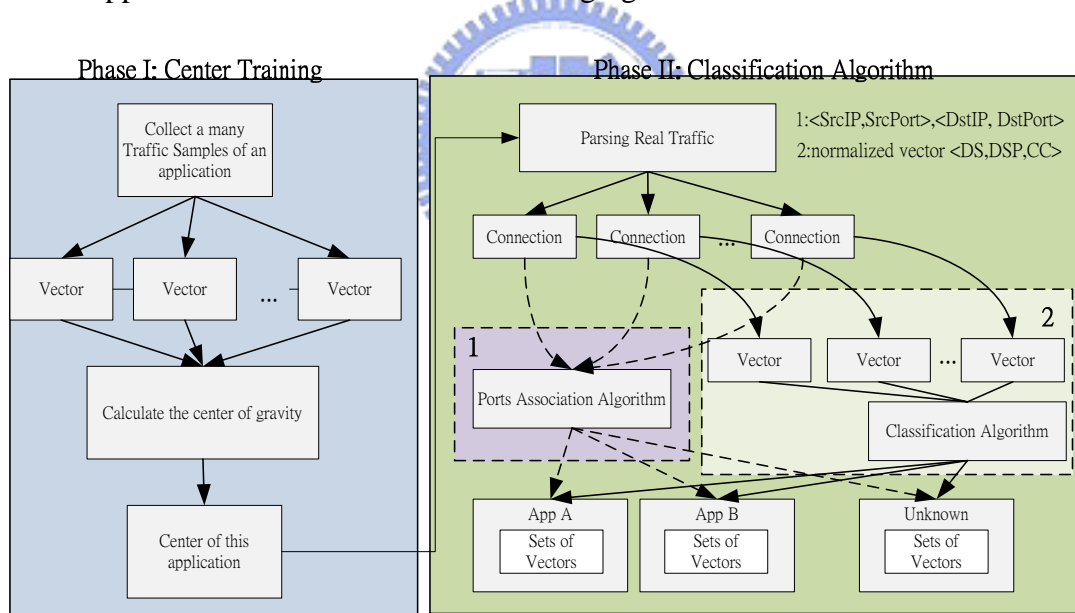 Phase I: Center Training
Collect a many
Traffic Samples of an
application
Vector
Vector
...
Vector
Calculate the center of gravity
Center of this
application
Phase II: Classification Algorithm
Parsing Real Traffic
1:<SrcIP,SrcPort>,<DstIP, DstPort>
2:normalized vector <DS,DSP,CC>
Connection
Connection
...
Connection
1
Ports Association Algorithm
2
Vector
Vector
...
Vector
Classification Algorithm
App A
Sets of
Vectors
App B
Sets of
Vectors
Unknown
Sets of
Vectors